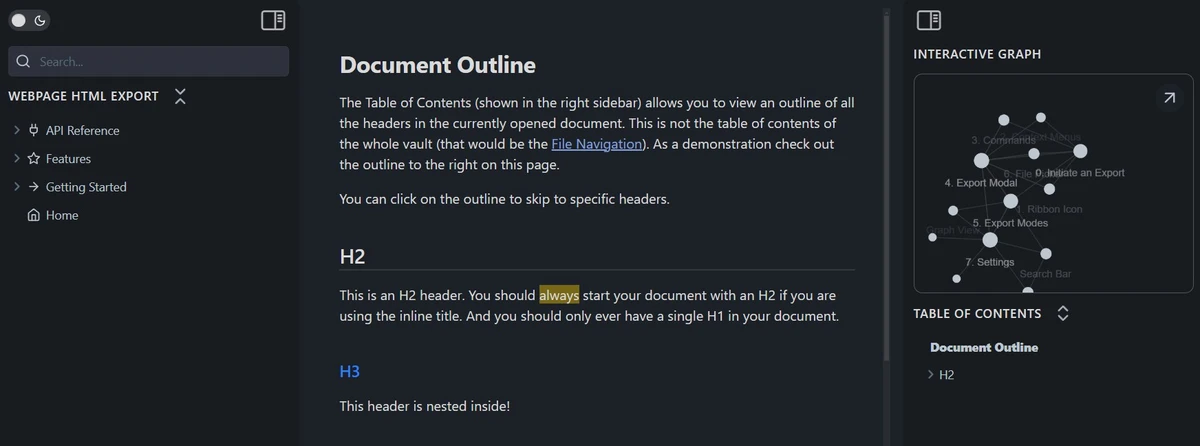 Search...
WEBPAGE HTML EXPORT
API Reference
Features
Getting Started
Home
Document Outline
The Table of Contents (shown in the right sidebar) allows you to view an outline of all
the headers in the currently opened document. This is not the table of contents of
the whole vault (that would be the File Navigation). As a demonstration check out
the outline to the right on this page.
You can click on the outline to skip to specific headers.
H2
This is an H2 header. You should always start your document with an H2 if you are
using the inline title. And you should only ever have a single H1 in your document.
H3
This header is nested inside!
INTERACTIVE GRAPH
3. Commands
Menus
6. File
0. Initiate an Export
4. Export Modal
1. Ribbon Icon
5. Export Modes
Graph View
7. Settings
Search Bar
TABLE OF CONTENTS
Document Outline
H2